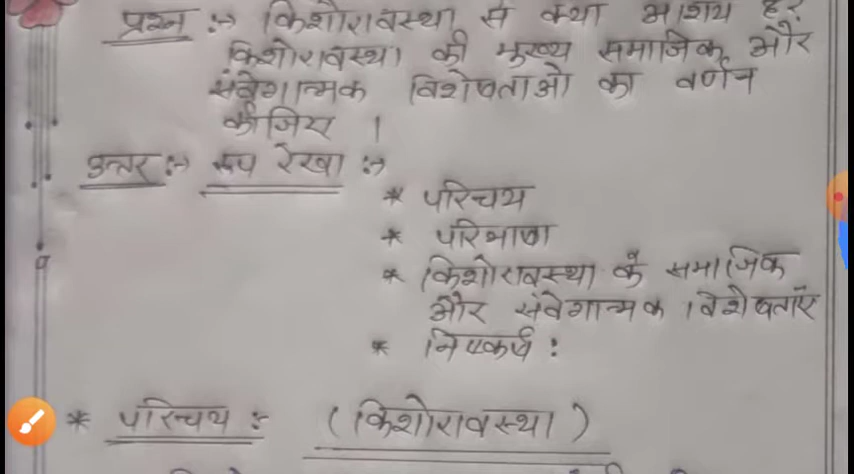 प्रश्न :→ किशोरावस्था से क्या आशय है?
किशोरावस्था की मुख्य समाजिक और
संवेगात्मक विशेषताओ का वर्णन
कीजिए ।
उत्तर :→ रूप रेखा :→
* परिचय
* परिभाषा
* किशोरावस्था के समाजिक
और संवेगात्मक विशेषताएँ
* निष्कर्ष :
* परिचय :- (किशोरावस्था)